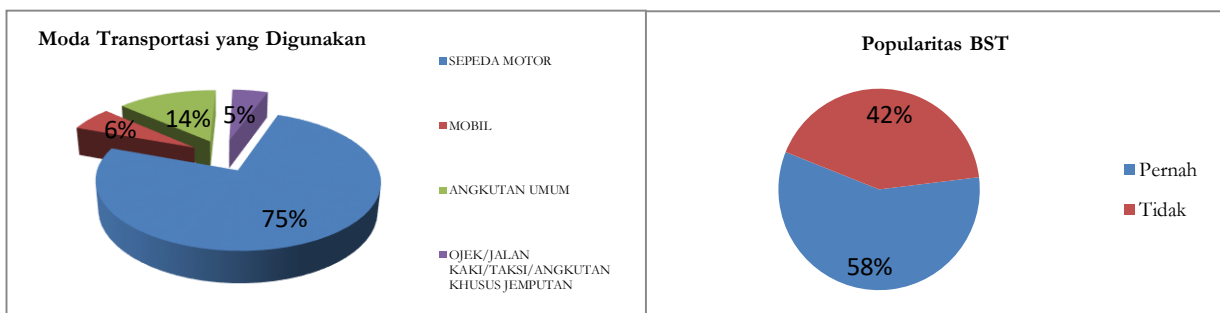 Moda Transportasi yang Digunakan
5%
14%
6%
75%
SEPEDA MOTOR
MOBIL
ANGKUTAN UMUM
OJEK/JALAN
KAKI/TAKSI/ANGKUTAN
KHUSUS JEMPUTAN
Popularitas BST
42%
58%
Pernah
Tidak